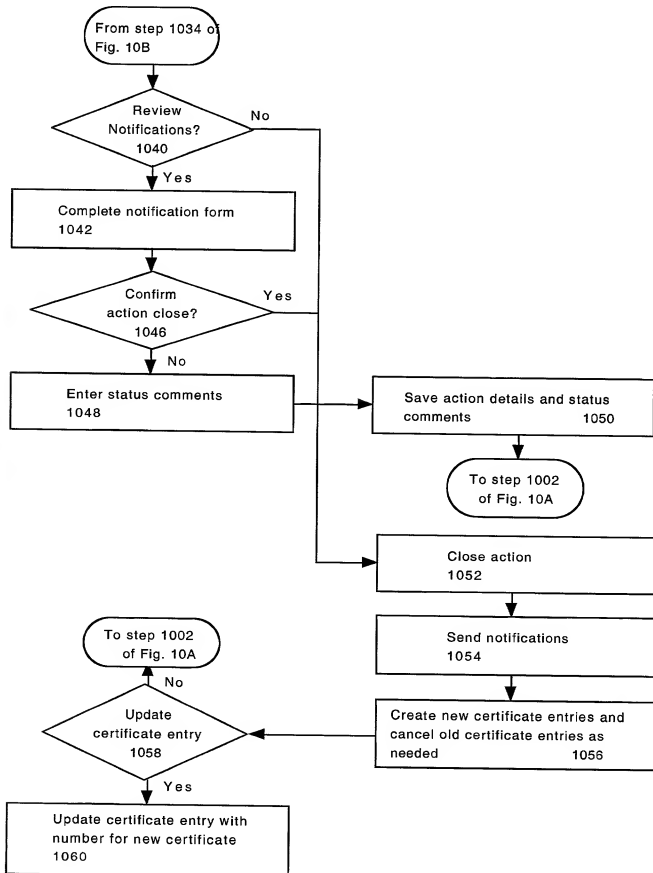 From step 1034 of
Fig. 10B
Review
Notifications?
1040
No
Yes
Complete notification form
1042
Confirm
action close?
1046
Yes
No
Enter status comments
1048
Save action details and status
comments 1050
To step 1002
of Fig. 10A
Close action
1052
Send notifications
1054
Create new certificate entries and
cancel old certificate entries as
needed 1056
To step 1002
of Fig. 10A
No
Update
certificate entry
1058
Yes
Update certificate entry with
number for new certificate
1060